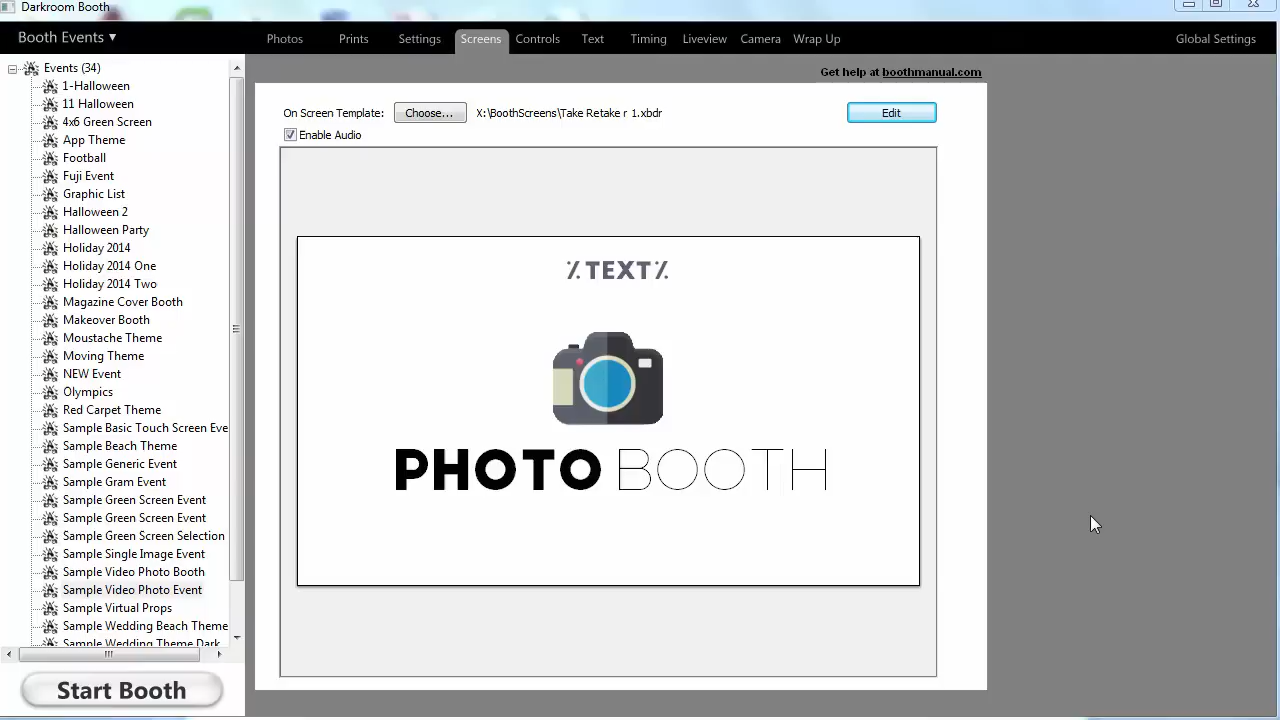 Darkroom Booth
Booth Events ▾
Photos Prints Settings Screens Controls Text Timing Liveview Camera Wrap Up Global Settings
Events (34)
1-Halloween
11 Halloween
4x6 Green Screen
App Theme
Football
Fuji Event
Graphic List
Halloween 2
Halloween Party
Holiday 2014
Holiday 2014 One
Holiday 2014 Two
Magazine Cover Booth
Makeover Booth
Moustache Theme
Moving Theme
NEW Event
Olympics
Red Carpet Theme
Sample Basic Touch Screen Eve
Sample Beach Theme
Sample Generic Event
Sample Gram Event
Sample Green Screen Event
Sample Green Screen Event
Sample Green Screen Selection
Sample Single Image Event
Sample Video Photo Booth
Sample Video Photo Event
Sample Virtual Props
Sample Wedding Beach Theme
Sample Wedding Theme Dark
Start Booth
Get help at boothmanual.com
On Screen Template: Choose... X:\BoothScreens\Take Retake r 1.xbdr Edit
Enable Audio
%TEXT%
PHOTO BOOTH